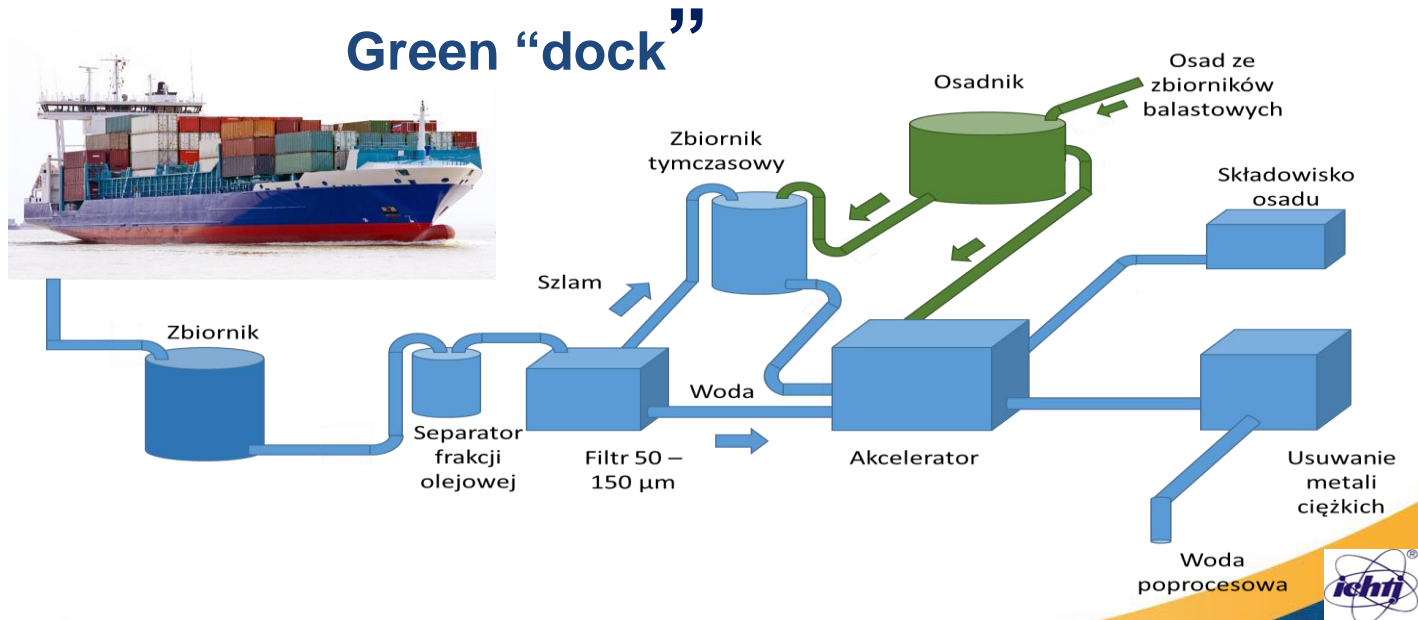 Green “dock”
Osadnik
Osad ze
zbiorników
balastowych
Zbiornik
tymczasowy
Składowisko
osadu
Szlam
Zbiornik
Woda
Separator
frakcji
olejowej
Filtr 50 –
150 µm
Akcelerator
Usuwanie
metali
ciężkich
Woda
poprocesowa
ichtj
®